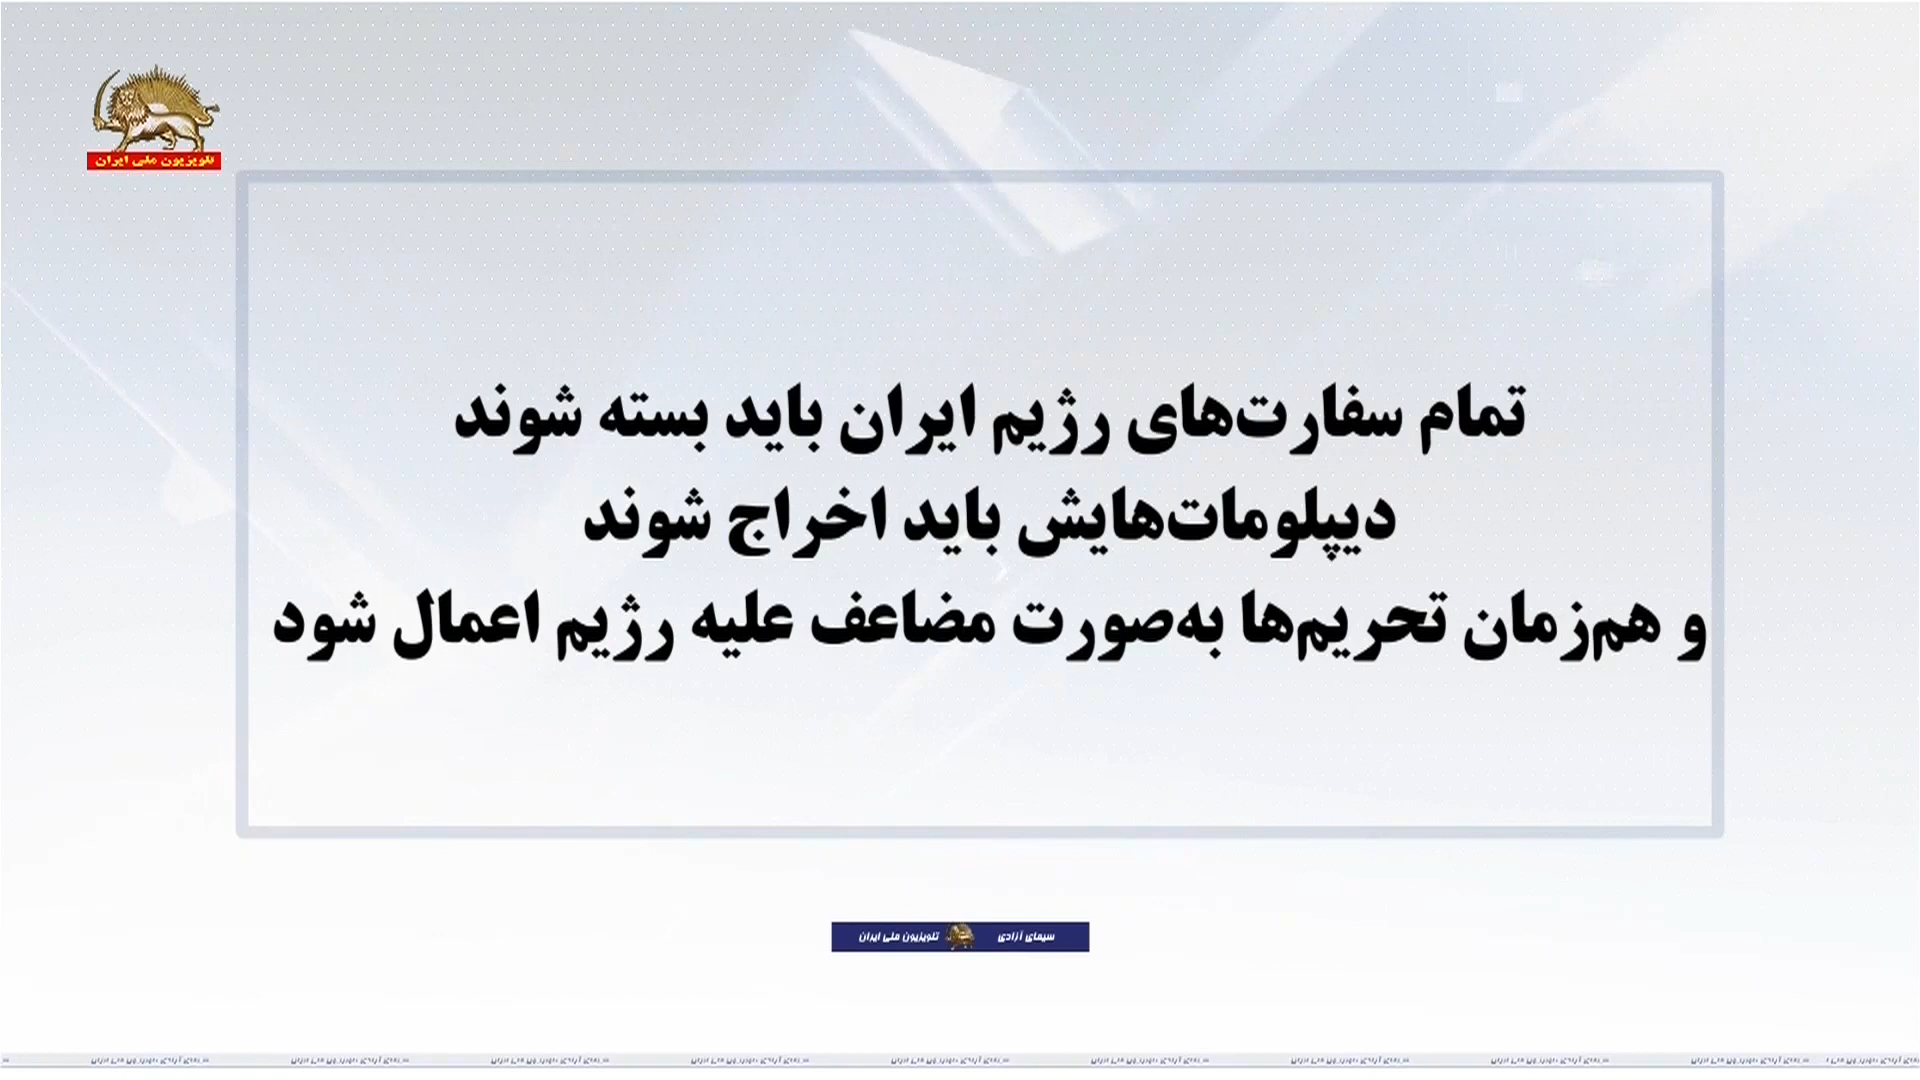 تلویزیون ملی ایران
تمام سفارت‌های رژیم ایران باید بسته شوند
دیپلومات‌هایش باید اخراج شوند
و هم‌زمان تحریم‌ها به‌صورت مضاعف علیه رژیم اعمال شود
سیمای آزادی تلویزیون ملی ایران